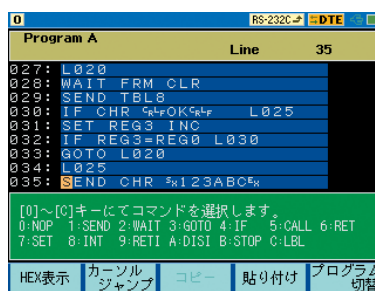 0 RS-232C DTE
Program A
Line 35
027: L020
028: WAIT FRM CLR
029: SEND TBL8
030: IF CHR CRLFOKCRLF L025
031: SET REG3 INC
032: IF REG3=REG0 L030
033: GOTO L020
034: L025
035: SEND CHR SX123ABCEX
[0]~[C]キーにてコマンドを選択します。
0:NOP 1:SEND 2:WAIT 3:GOTO 4:IF 5:CALL 6:RET
7:SET 8:INT 9:RETI A:DISI B:STOP C:LBL
HEX表示 カーソルジャンプ コピー 貼り付け プログラム切替